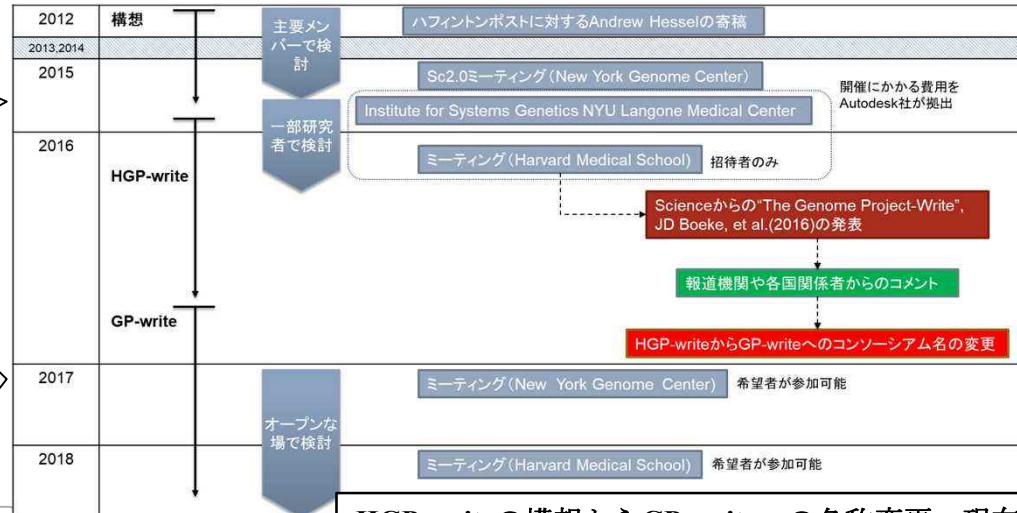 2012
構想
主要メン
バーで検
討
ハフィントンポストに対するAndrew Hesselの寄稿
2013,2014
2015
Sc2.0ミーティング(New York Genome Center)
開催にかかる費用を
Autodesk社が拠出
Institute for Systems Genetics NYU Langone Medical Center
一部研究
者で検討
2016
ミーティング(Harvard Medical School)
招待者のみ
HGP-write
Scienceからの“The Genome Project-Write”,
JD Boeke, et al.(2016)の発表
報道機関や各国関係者からのコメント
GP-write
HGP-writeからGP-writeへのコンソーシアム名の変更
2017
ミーティング(New York Genome Center)
希望者が参加可能
オープンな
場で検討
2018
ミーティング(Harvard Medical School)
希望者が参加可能